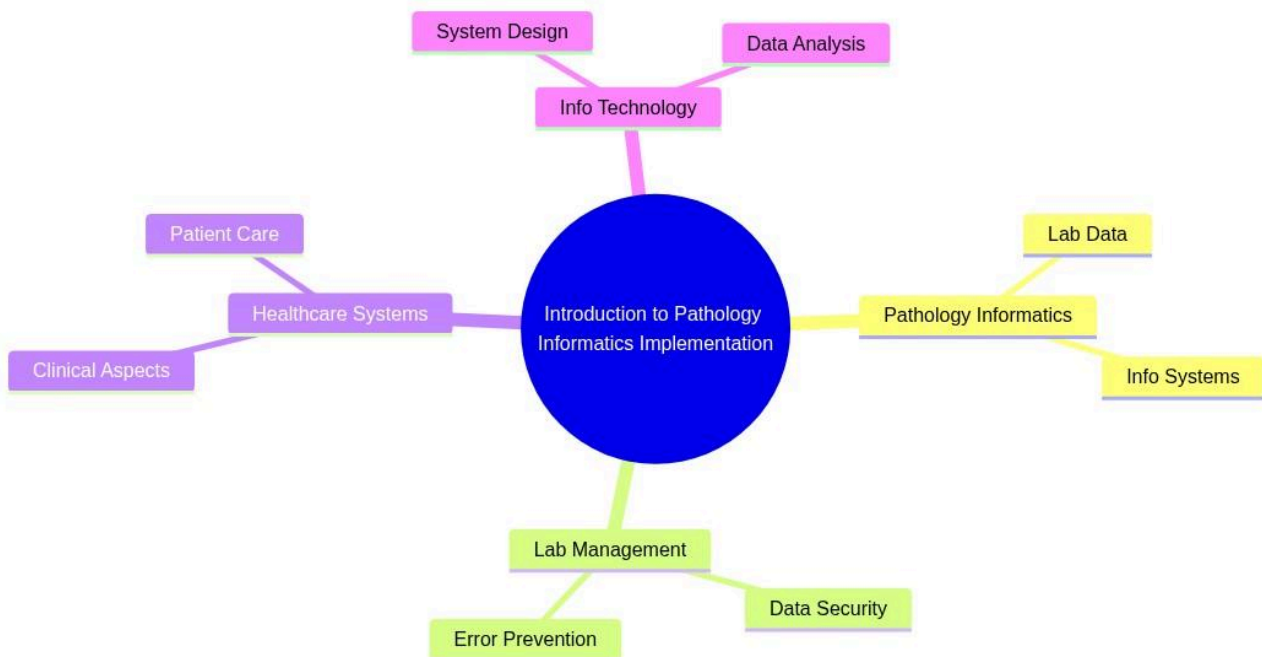 System Design
Data Analysis
Info Technology
Patient Care
Lab Data
Healthcare Systems
Introduction to Pathology
Informatics Implementation
Pathology Informatics
Clinical Aspects
Info Systems
Lab Management
Data Security
Error Prevention